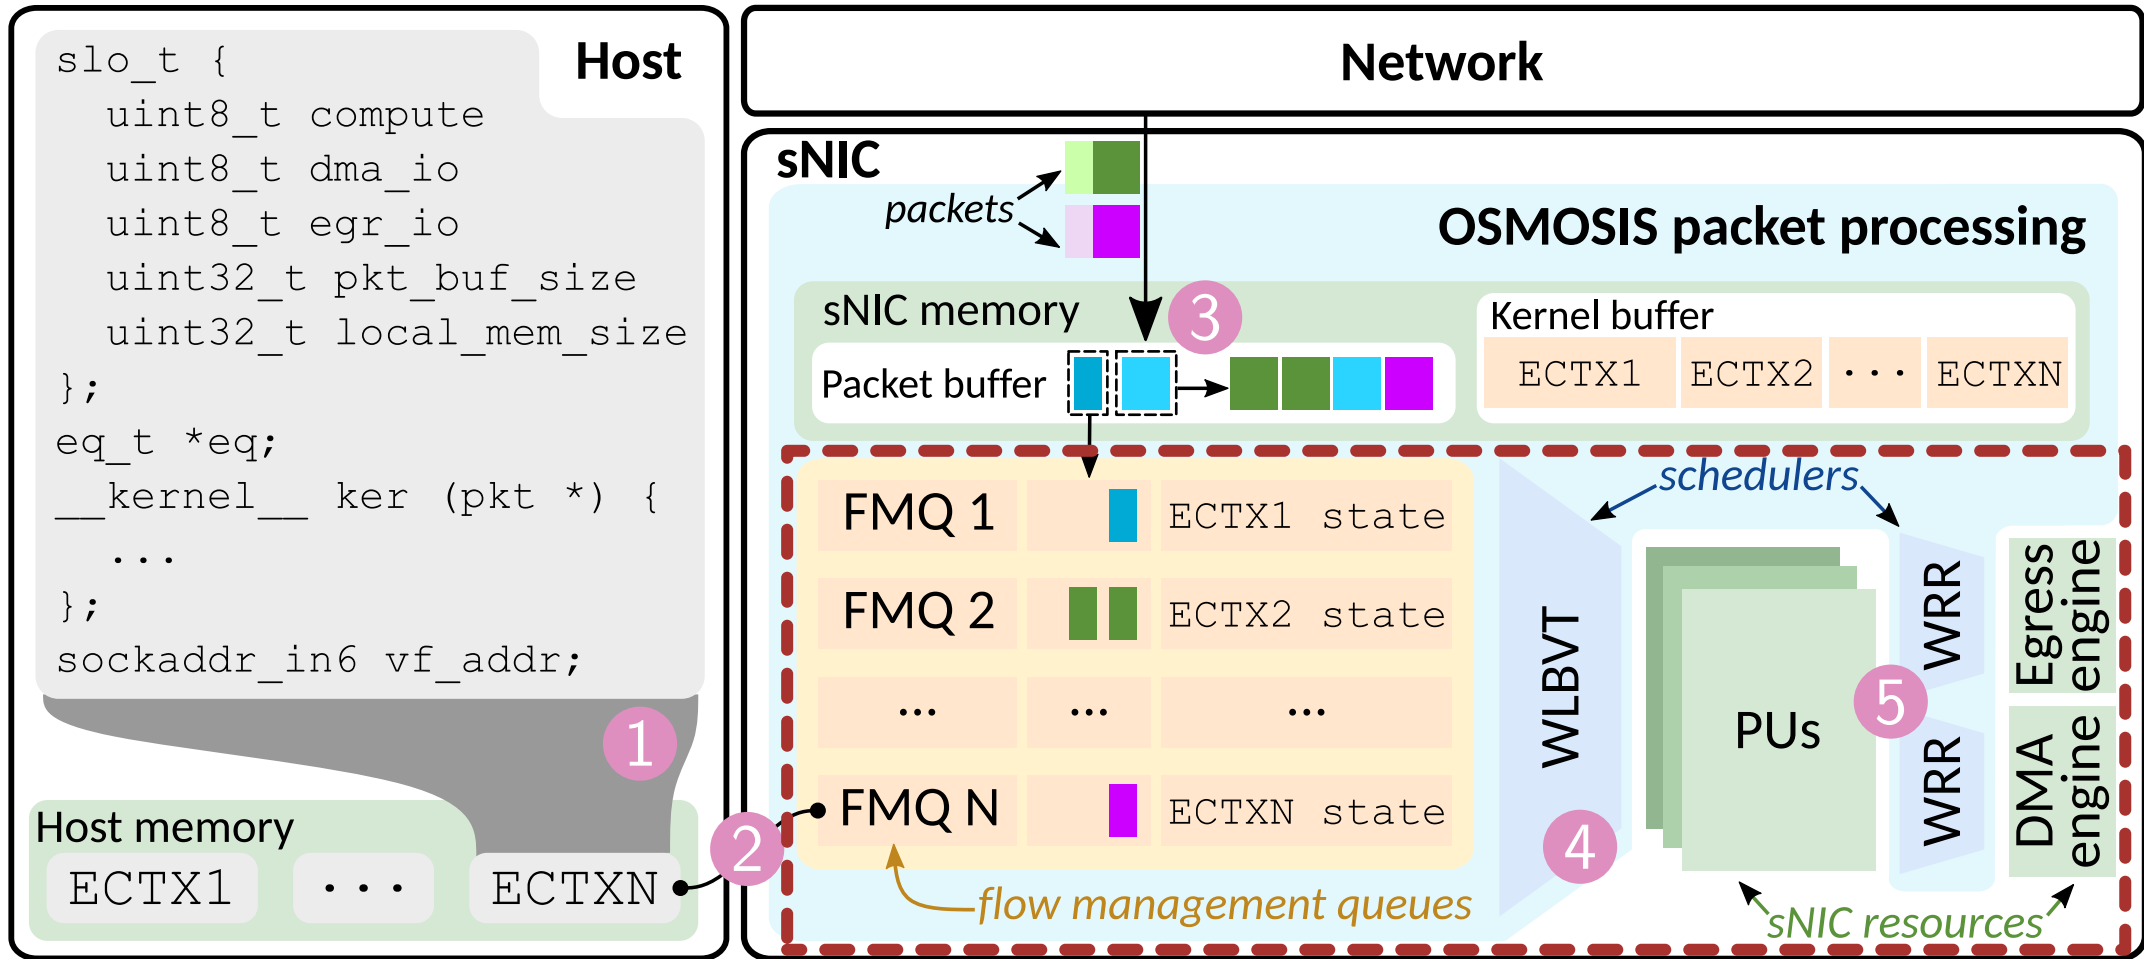 slo_t {
uint8_t compute
uint8_t dma_io
uint8_t egr_io
uint32_t pkt_buf_size
uint32_t local_mem_size
};
eq_t *eq;
__kernel__ ker (pkt *) {
...
};
sockaddr_in6 vf_addr;
Host
1
Host memory
ECTX1
...
ECTXN
2
Network
sNIC
packets
OSMOSIS packet processing
sNIC memory
3
Packet buffer
Kernel buffer
ECTX1
ECTX2
...
ECTXN
FMQ 1
ECTX1 state
FMQ 2
ECTX2 state
...
...
...
FMQ N
ECTXN state
flow management queues
schedulers
WLBVT
4
PUs
5
WRR
WRR
Egress
engine
DMA
engine
sNIC resources